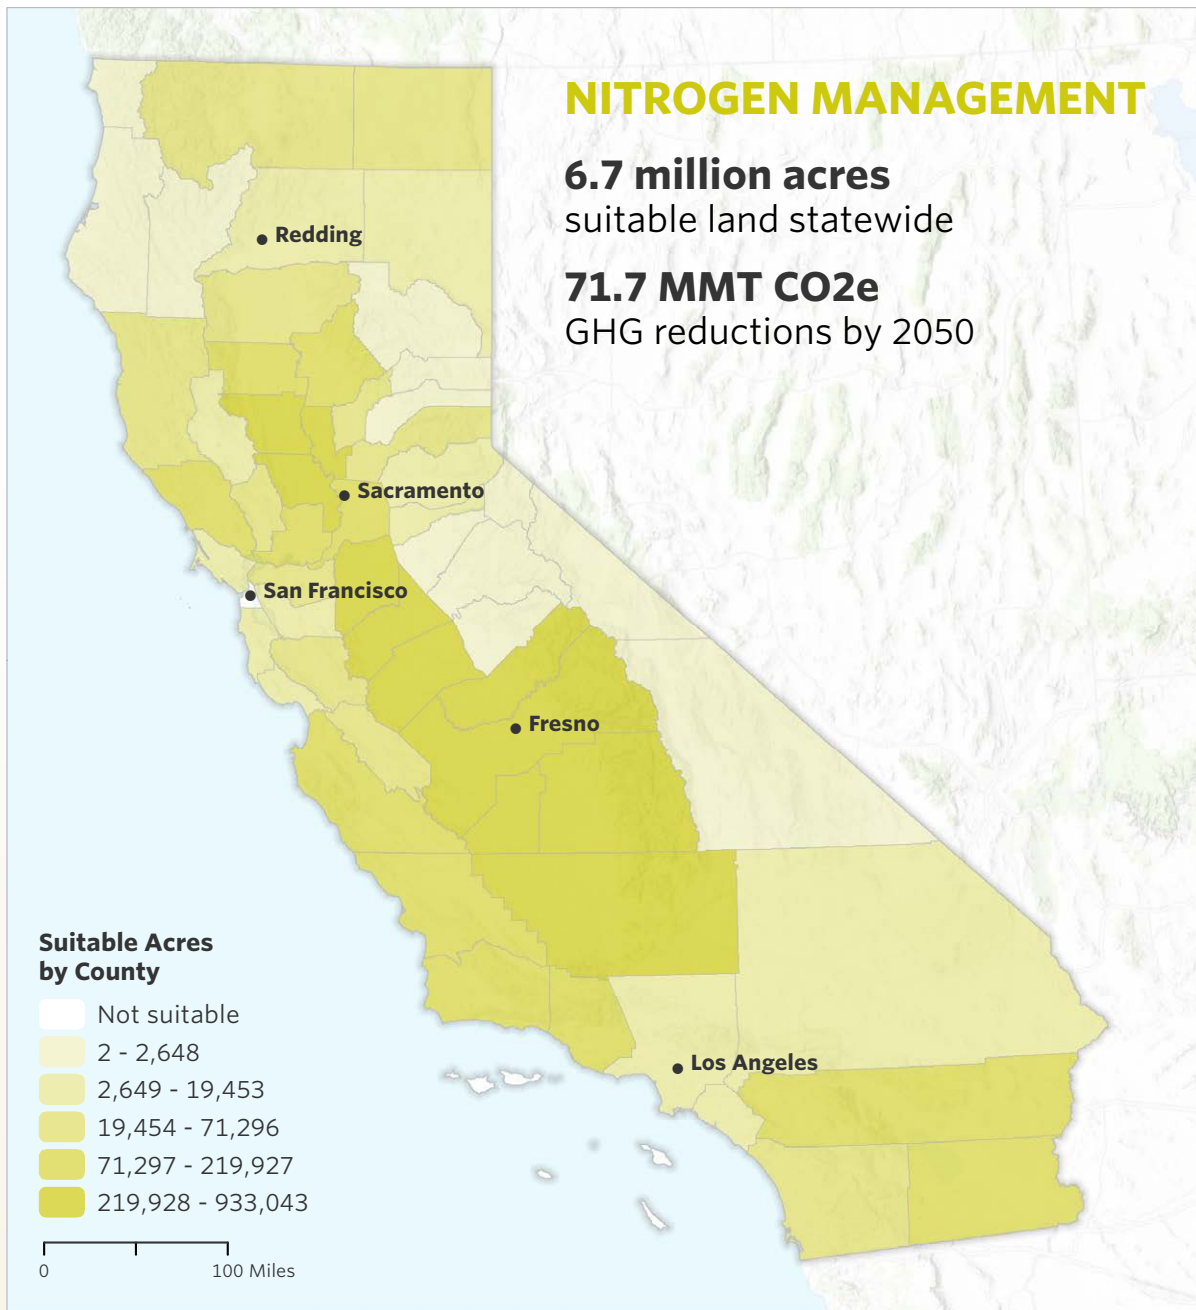 NITROGEN MANAGEMENT
6.7 million acres
suitable land statewide
71.7 MMT CO2e
GHG reductions by 2050
Redding
Sacramento
San Francisco
Fresno
Los Angeles
Suitable Acres
by County
Not suitable
2 - 2,648
2,649 - 19,453
19,454 - 71,296
71,297 - 219,927
219,928 - 933,043
0 100 Miles